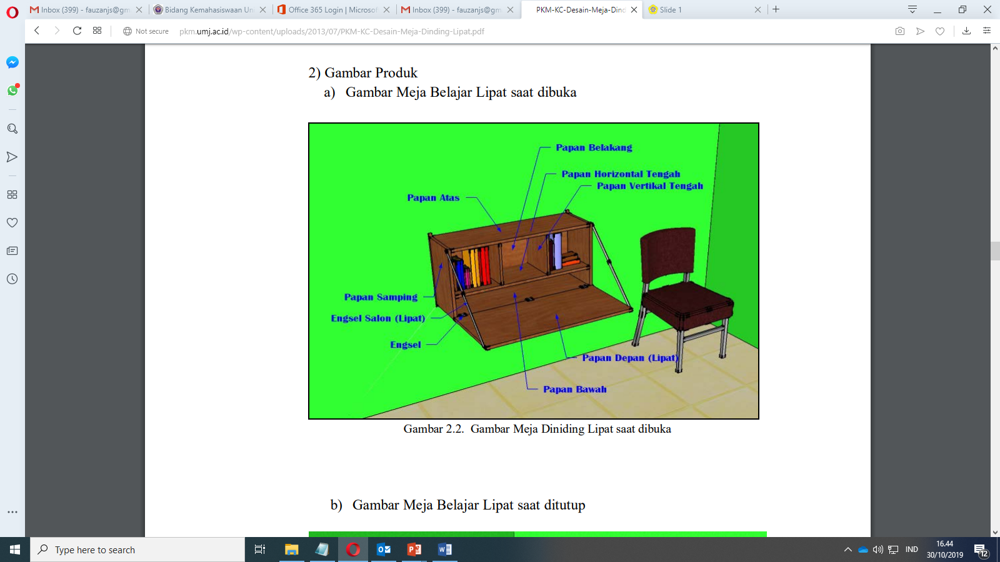 Inbox (399) - fauzanjs@gm
Bidang Kemahasiswaan Un
Office 365 Login | Microsof
Inbox (399) - fauzanjs@gm
PKM-KC-Desain-Meja-Dind
Slide 1
Not secure
pkm.umj.ac.id/wp-content/uploads/2013/07/PKM-KC-Desain-Meja-Dinding-Lipat.pdf
2) Gambar Produk
a) Gambar Meja Belajar Lipat saat dibuka
Papan Belakang
Papan Horizontal Tengah
Papan Vertikal Tengah
Papan Atas
Papan Samping
Engsel Salon (Lipat)
Engsel
Papan Depan (Lipat)
Papan Bawah
Gambar 2.2. Gambar Meja Diniding Lipat saat dibuka
b) Gambar Meja Belajar Lipat saat ditutup
Type here to search
IND
16.44
30/10/2019
12